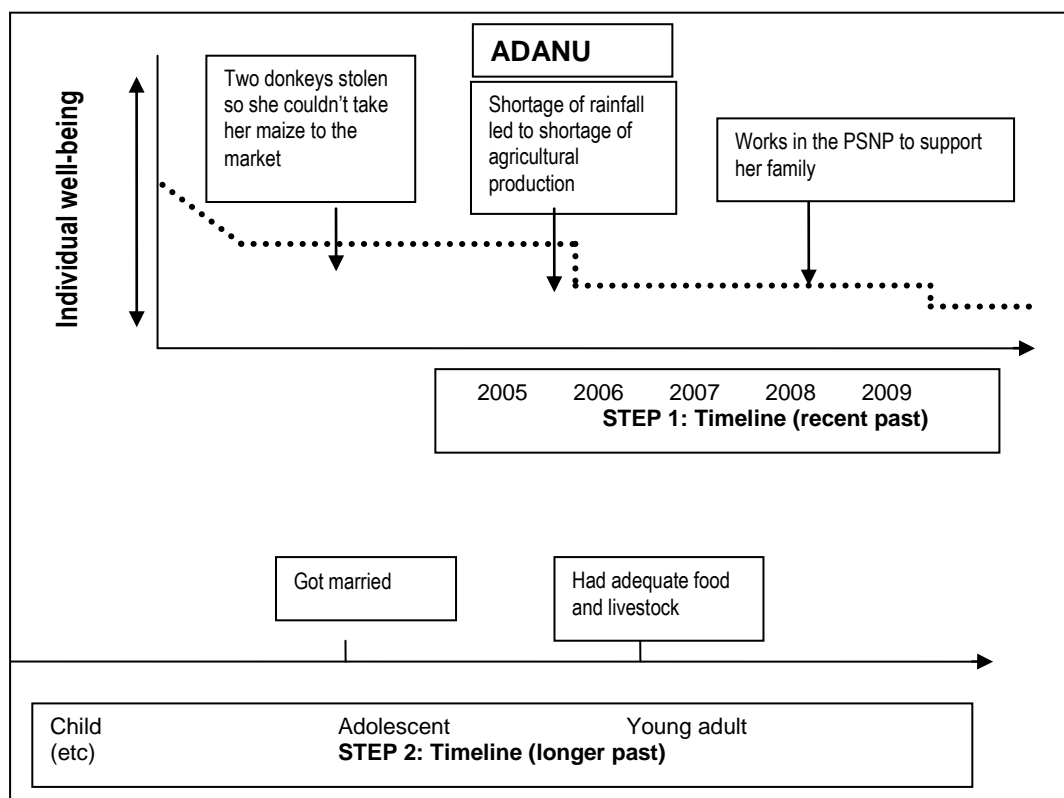 ADANU
Individual well-being
Two donkeys stolen
so she couldn’t take
her maize to the
market
Shortage of rainfall
led to shortage of
agricultural
production
Works in the PSNP to support
her family
2005 2006 2007 2008 2009
STEP 1: Timeline (recent past)
Got married
Had adequate food
and livestock
Child Adolescent Young adult
(etc) STEP 2: Timeline (longer past)